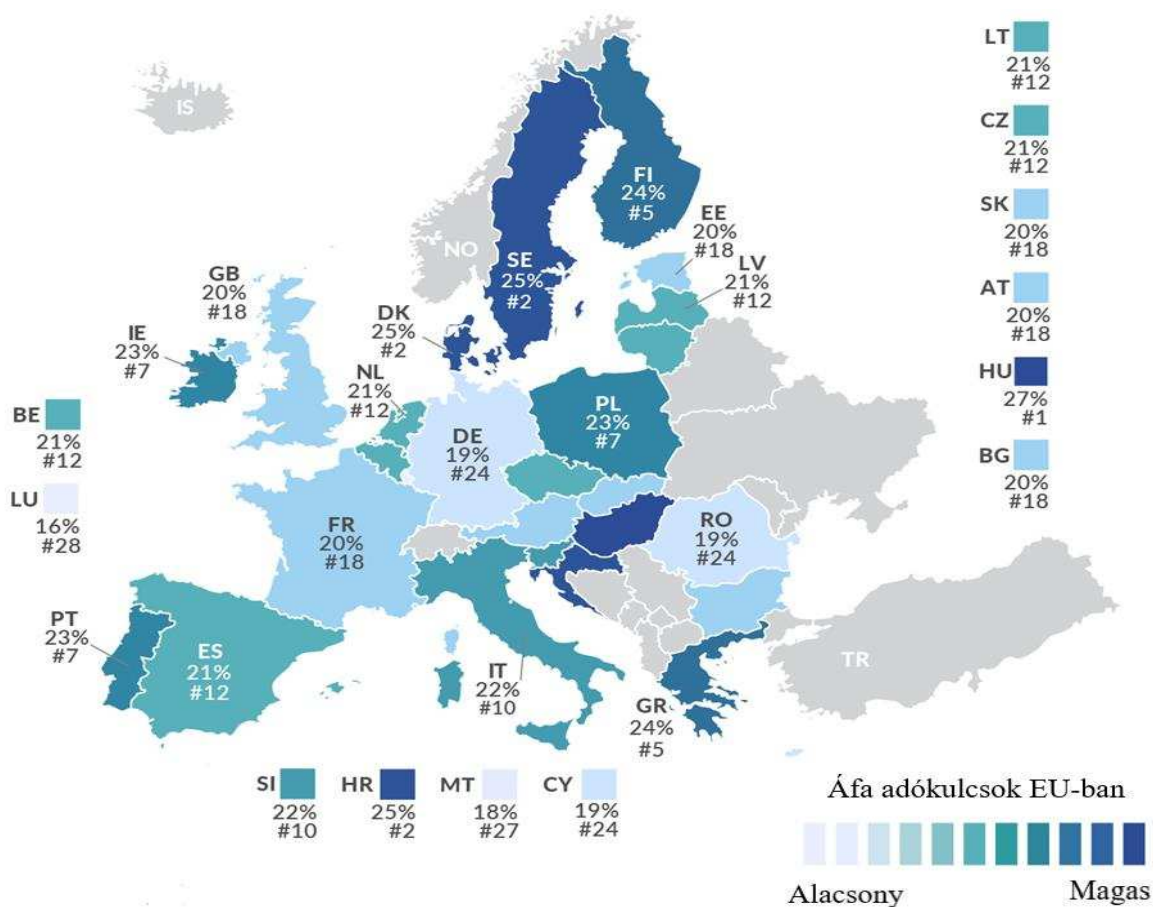 IS
NO
SE
25%
#2
FI
24%
#5
EE
20%
#18
LV
21%
#12
GB
20%
#18
IE
23%
#7
DK
25%
#2
NL
21%
#12
BE
21%
#12
LU
16%
#28
DE
19%
#24
PL
23%
#7
FR
20%
#18
RO
19%
#24
PT
23%
#7
ES
21%
#12
IT
22%
#10
GR
24%
#5
TR
LT
21%
#12
CZ
21%
#12
SK
20%
#18
AT
20%
#18
HU
27%
#1
BG
20%
#18
SI
22%
#10
HR
25%
#2
MT
18%
#27
CY
19%
#24
Áfa adókulcsok EU-ban
Alacsony
Magas